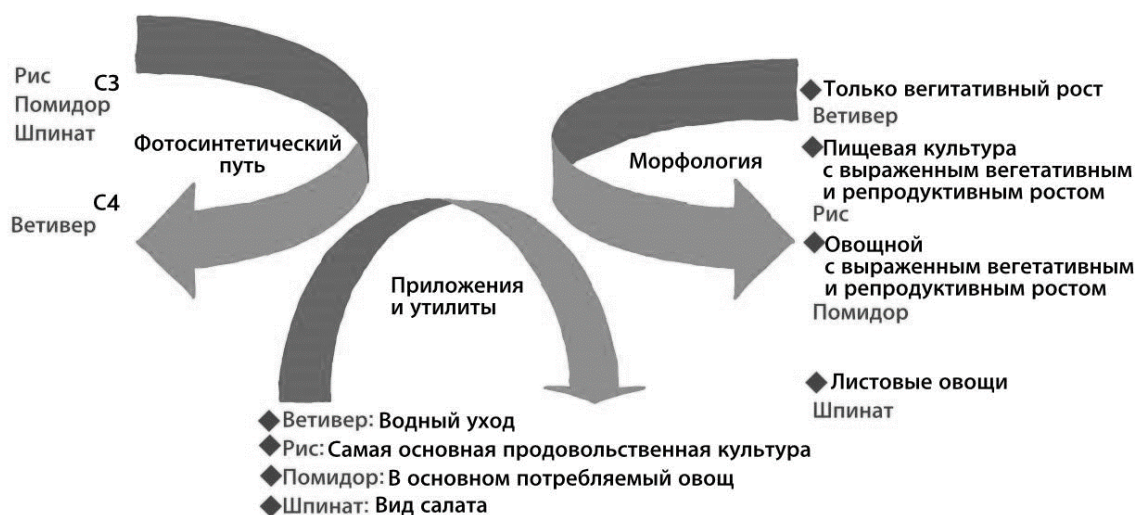 Рис
С3
Помидор
Шпинат
Фотосинтетический
путь
С4
Ветивер
Приложения
и утилиты
Ветивер: Водный уход
Рис: Самая основная продовольственная культура
Помидор: В основном потребляемый овощ
Шпинат: Вид салата
Морфология
Только вегитативный рост
Ветивер
Пищевая культура
с выраженным вегетативным
и репродуктивным ростом
Рис
Овощной
с выраженным вегетативным
и репродуктивным ростом
Помидор
Листовые овощи
Шпинат